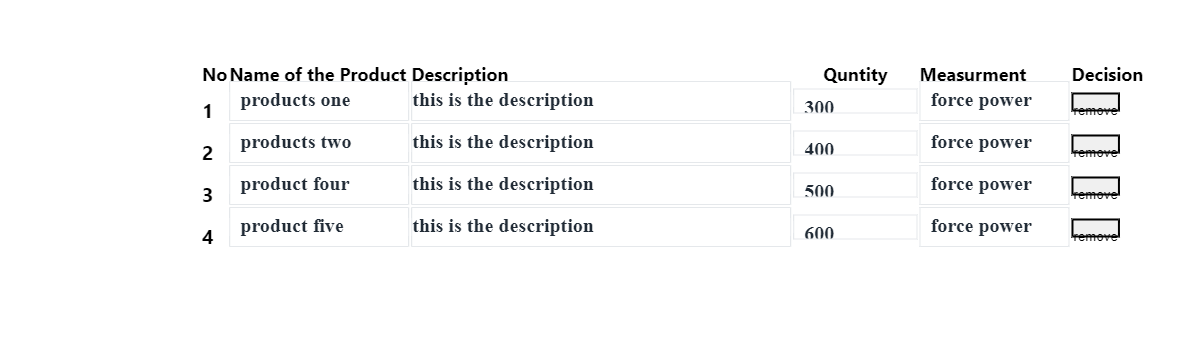 No Name of the Product Description Quntity Measurment Decision
1 products one this is the description 300 force power remove
2 products two this is the description 400 force power remove
3 product four this is the description 500 force power remove
4 product five this is the description 600 force power remove